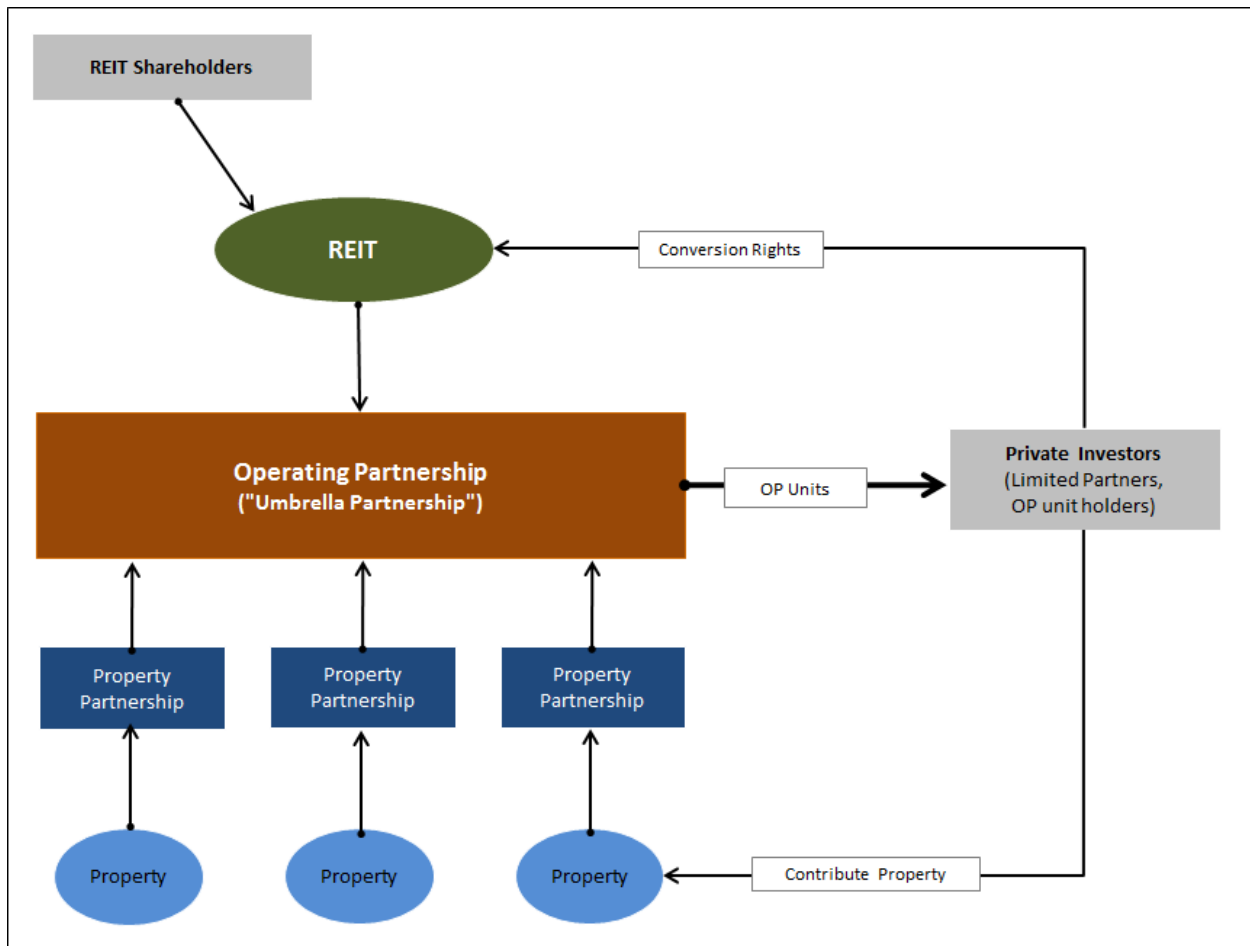 REIT Shareholders
REIT
Conversion Rights
Operating Partnership
("Umbrella Partnership")
OP Units
Private Investors
(Limited Partners,
OP unit holders)
Property
Partnership
Property
Partnership
Property
Partnership
Property
Property
Property
Contribute Property